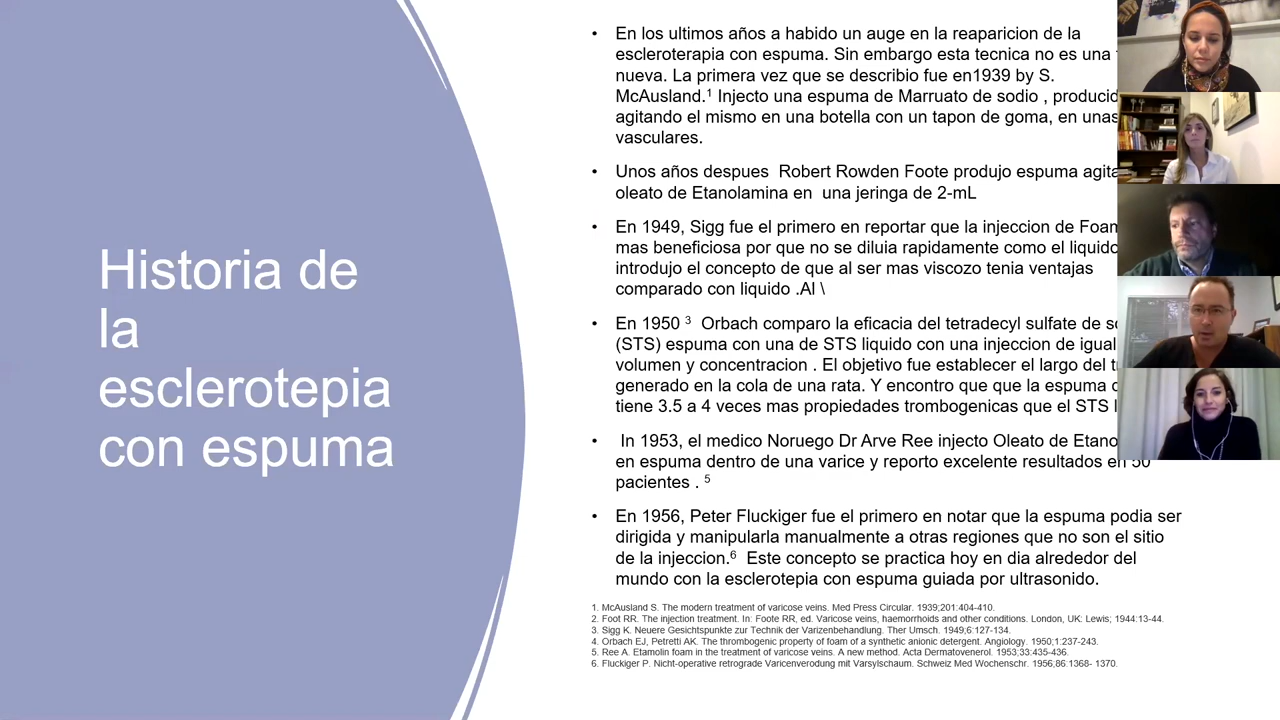 Historia de
la
esclerotepia
con espuma
• En los ultimos años a habido un auge en la reaparicion de la
escleroterapia con espuma. Sin embargo esta tecnica no es una
nueva. La primera vez que se describio fue en1939 by S.
McAusland.¹ Injecto una espuma de Marruato de sodio , producid
agitando el mismo en una botella con un tapon de goma, en unas
vasculares.
• Unos años despues Robert Rowden Foote produjo espuma agita
oleato de Etanolamina en una jeringa de 2-mL
• En 1949, Sigg fue el primero en reportar que la injeccion de Foam
mas beneficiosa por que no se diluia rapidamente como el liquido
introdujo el concepto de que al ser mas viscozo tenia ventajas
comparado con liquido .Al \
• En 1950 ³ Orbach comparo la eficacia del tetradecyl sulfate de so
(STS) espuma con una de STS liquido con una injeccion de igual
volumen y concentracion . El objetivo fue establecer el largo del t
generado en la cola de una rata. Y encontro que que la espuma
tiene 3.5 a 4 veces mas propiedades trombogenicas que el STS l
• In 1953, el medico Noruego Dr Arve Ree injecto Oleato de Etano
en espuma dentro de una varice y reporto excelente resultados en 50
pacientes . ⁵
• En 1956, Peter Fluckiger fue el primero en notar que la espuma podia ser
dirigida y manipularla manualmente a otras regiones que no son el sitio
de la injeccion.⁶ Este concepto se practica hoy en dia alrededor del
mundo con la esclerotepia con espuma guiada por ultrasonido.
1. McAusland S. The modern treatment of varicose veins. Med Press Circular. 1939;201:404-410.
2. Foot RR. The injection treatment. In: Foote RR, ed. Varicose veins, haemorrhoids and other conditions. London, UK: Lewis; 1944:13-44.
3. Sigg K. Neuere Gesichtspunkte zur Technik der Varizenbehandlung. Ther Umsch. 1949;6:127-134.
4. Orbach EJ, Petretti AK. The thrombogenic property of foam of a synthetic anionic detergent. Angiology. 1950;1:237-243.
5. Ree A. Etamolin foam in the treatment of varicose veins. A new method. Acta Dermatovenerol. 1953;33:435-436.
6. Fluckiger P. Nicht-operative retrograde Varicenverodung mit Varsylschaum. Schweiz Med Wochenschr. 1956,86:1368- 1370.